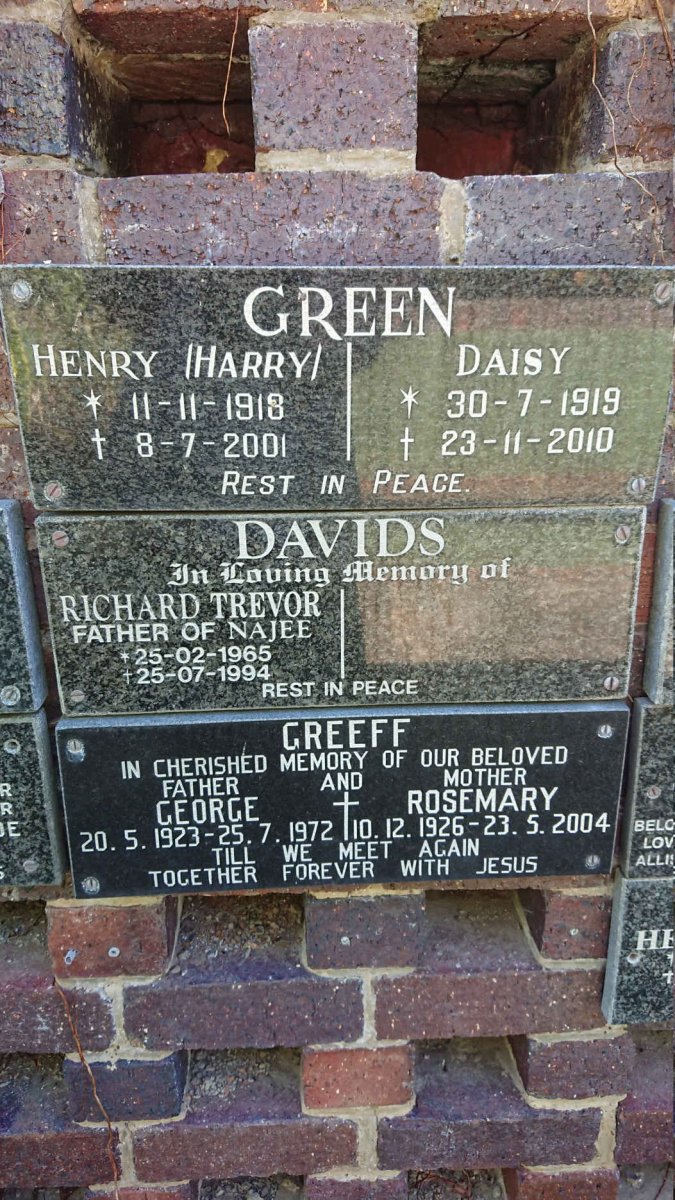 GREEN
HENRY (HARRY) DAISY
* 11-11-1918 * 30-7-1919
† 8-7-2001 † 23-11-2010
REST IN PEACE.
DAVIDS
In Loving Memory of
RICHARD TREVOR
FATHER OF NAJEE
*25-02-1965
†25-07-1994
REST IN PEACE
GREEFF
IN CHERISHED MEMORY OF OUR BELOVED
FATHER AND MOTHER
GEORGE ROSEMARY
20. 5. 1923-25. 7. 1972 10. 12. 1926-23. 5. 2004
TILL WE MEET AGAIN
TOGETHER FOREVER WITH JESUS